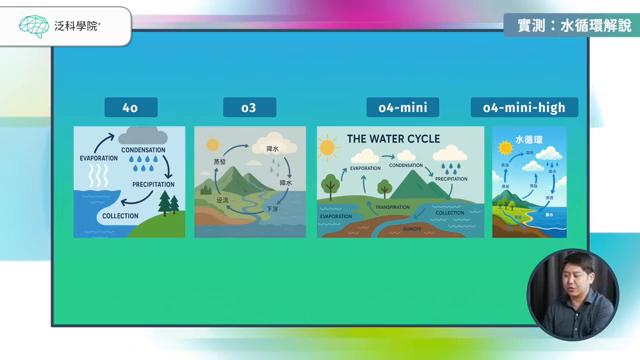 泛科學院+
實測：水循環解說
4o
o3
o4-mini
o4-mini-high
CONDENSATION
EVAPORATION
PRECIPITATION
COLLECTION
降水
蒸發
降水
逕流
下滲
THE WATER CYCLE
EVAPORATION
CONDENSATION
PRECIPITATION
TRANSPIRATION
EVAPORATION
COLLECTION
RUNOFF
水循環